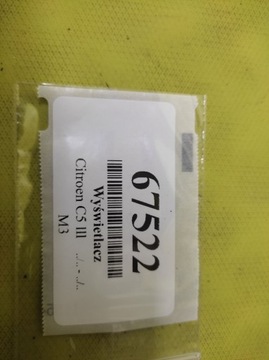 67522
Wyświetlacz
Citroen C5 III ../.. - ../..
M3